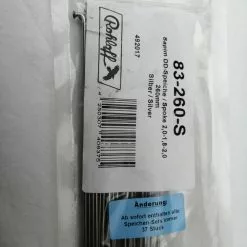 Rohloff
83-260-S
Sapim DD-Speiche / Spoke 2,0-1,8-2,0
260mm
Silber / Silver
492017
Änderung:
Ab sofort enthalten alle
Speichen-Sets immer
37 Stück